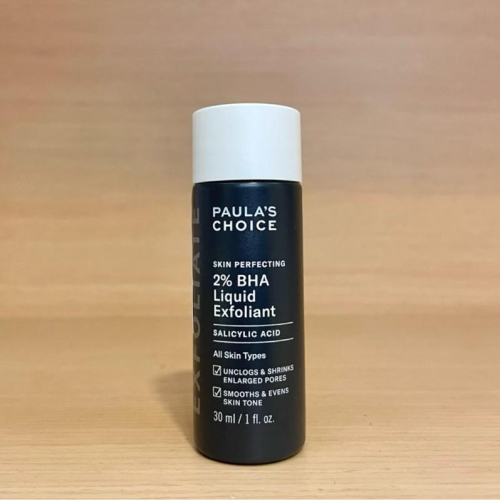 PAULA'S
CHOICE
SKIN PERFECTING
2% BHA
Liquid
Exfoliant
SALICYLIC ACID
All Skin Types
UNCLOGS & SHRINKS
ENLARGED PORES
SMOOTHS & EVENS
SKIN TONE
30 ml / 1 fl. oz.
EXFOLIATE